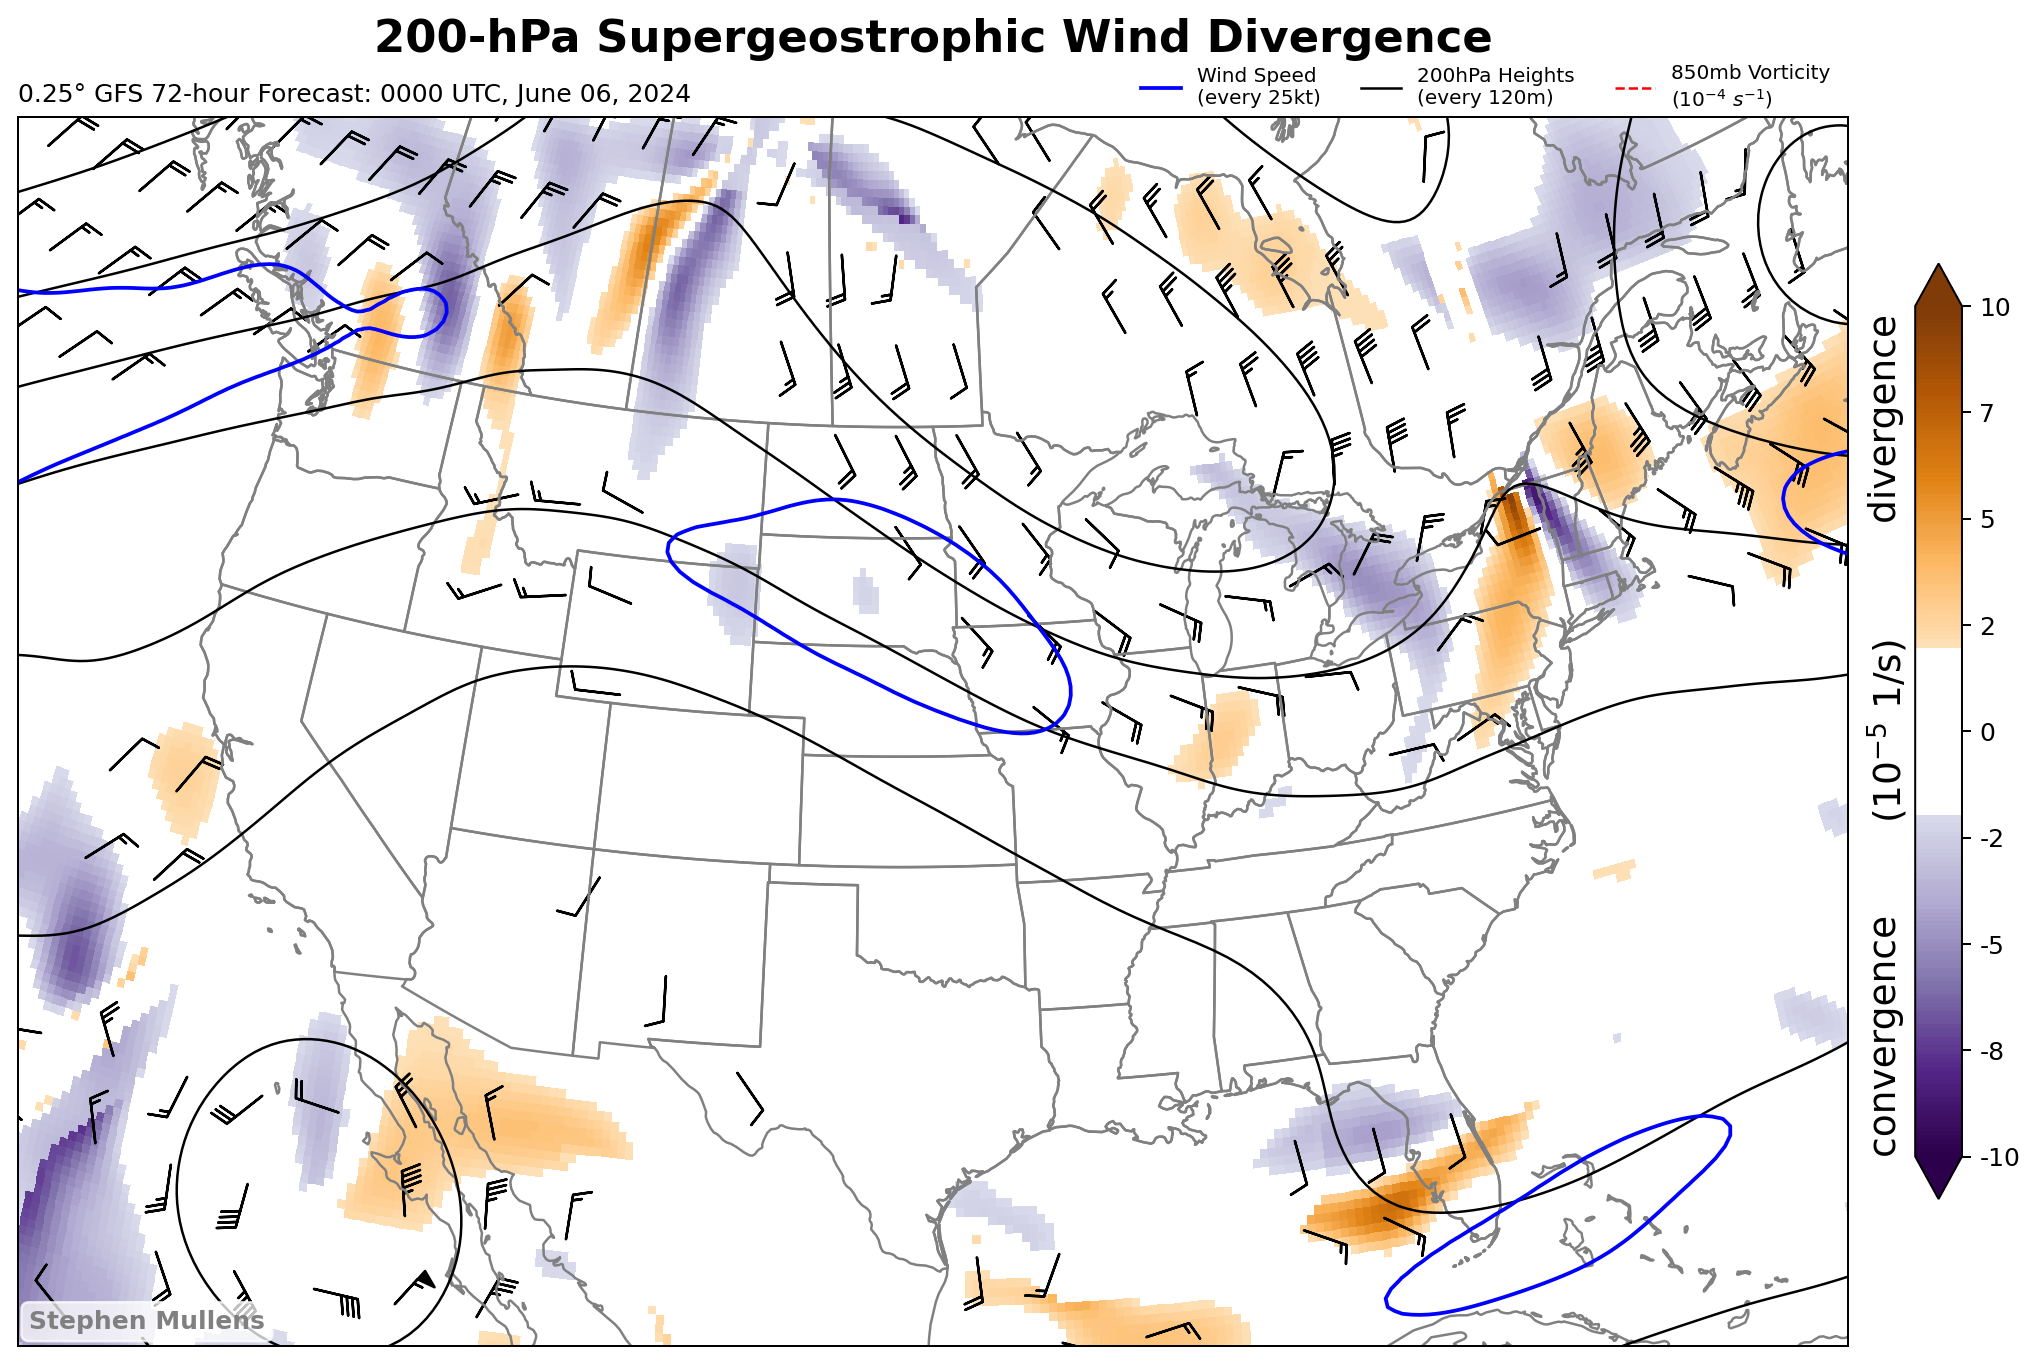 200-hPa Supergeostrophic Wind Divergence
0.25° GFS 72-hour Forecast: 0000 UTC, June 06, 2024
Wind Speed
(every 25kt)
200hPa Heights
(every 120m)
850mb Vorticity
(10⁻⁴ s⁻¹)
10
7
5
2
0
-2
-5
-8
-10
convergence (10⁻⁵ 1/s) divergence
Stephen Mullens